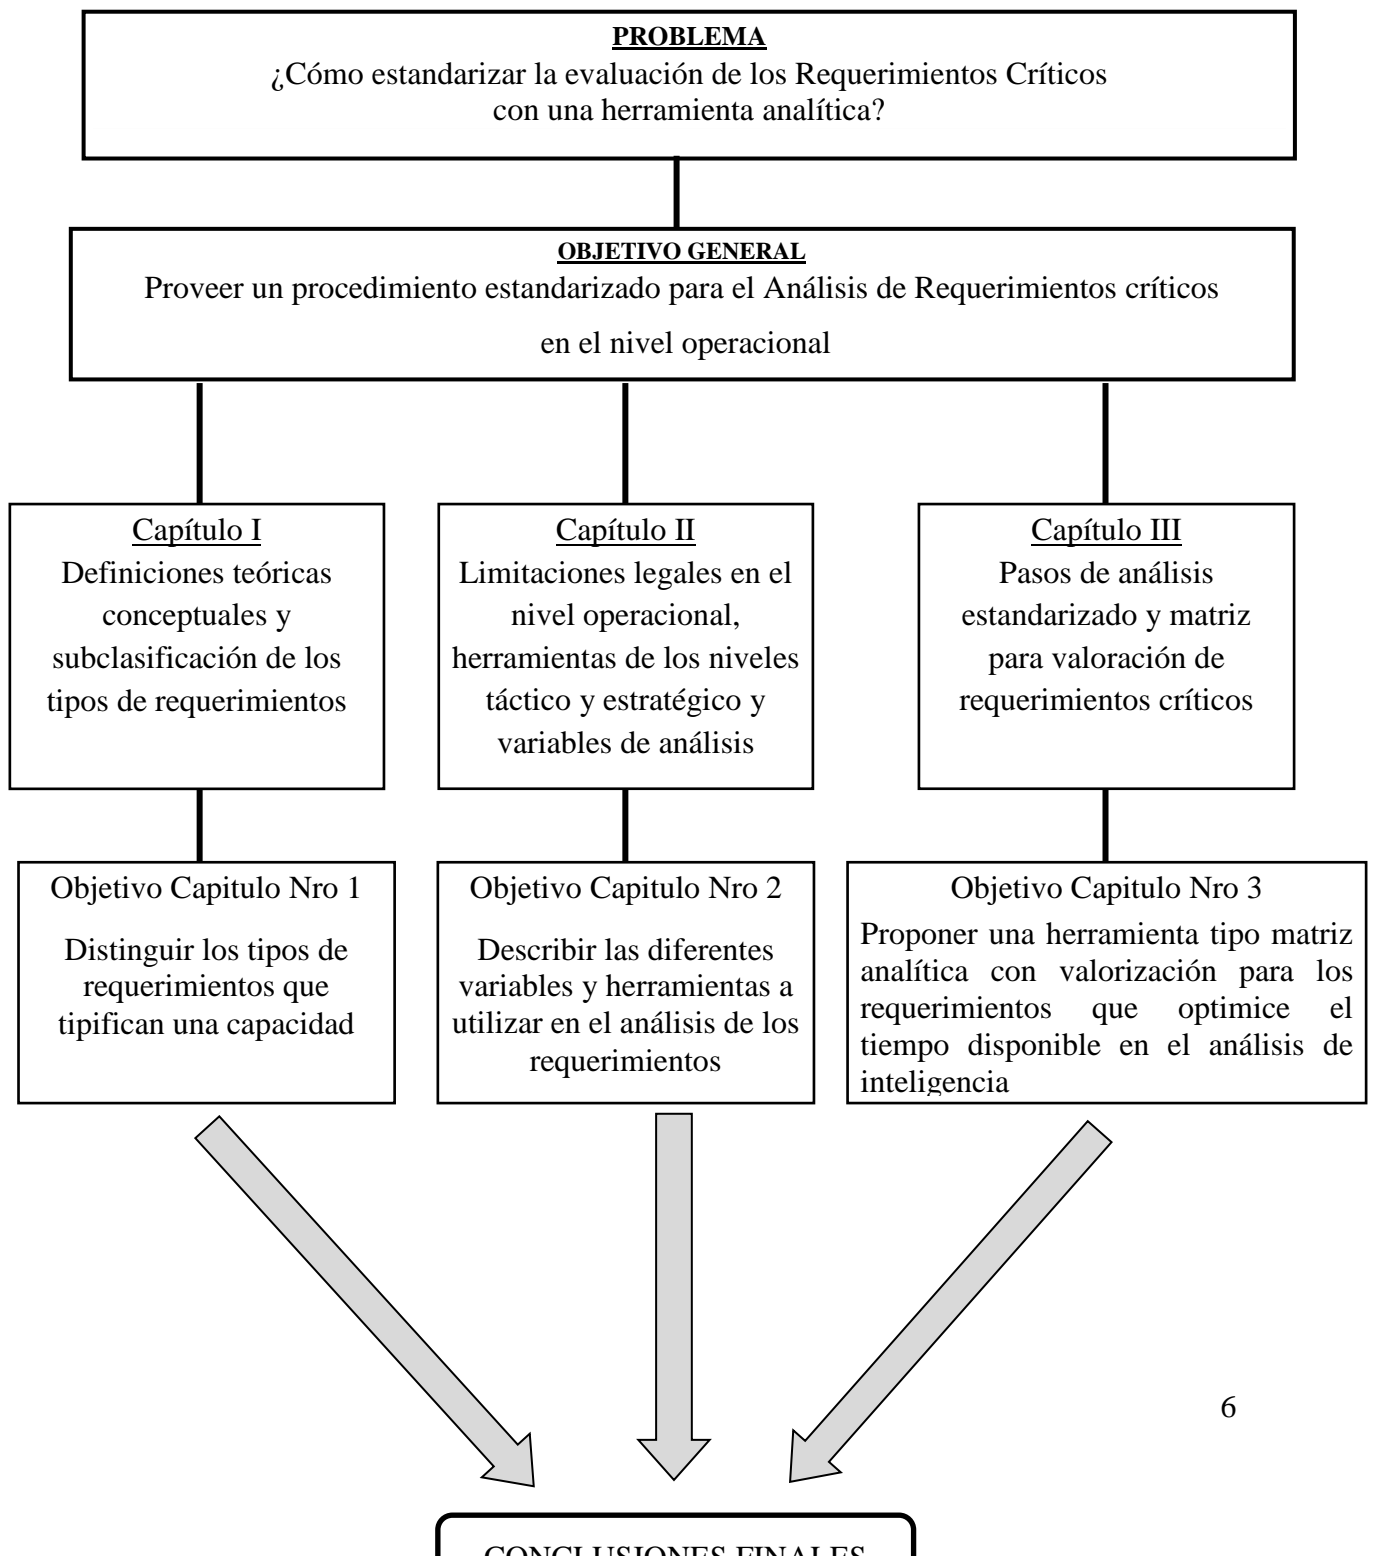 PROBLEMA
¿Cómo estandarizar la evaluación de los Requerimientos Críticos
con una herramienta analítica?
OBJETIVO GENERAL
Proveer un procedimiento estandarizado para el Análisis de Requerimientos críticos
en el nivel operacional
Capítulo I
Definiciones teóricas
conceptuales y
subclasificación de los
tipos de requerimientos
Capítulo II
Limitaciones legales en el
nivel operacional,
herramientas de los niveles
táctico y estratégico y
variables de análisis
Capítulo III
Pasos de análisis
estandarizado y matriz
para valoración de
requerimientos críticos
Objetivo Capitulo Nro 1
Distinguir los tipos de
requerimientos que
tipifican una capacidad
Objetivo Capitulo Nro 2
Describir las diferentes
variables y herramientas a
utilizar en el análisis de los
requerimientos
Objetivo Capitulo Nro 3
Proponer una herramienta tipo matriz
analítica con valorización para los
requerimientos que optimice el
tiempo disponible en el análisis de
inteligencia
6
CONCLUSIONES FINALES